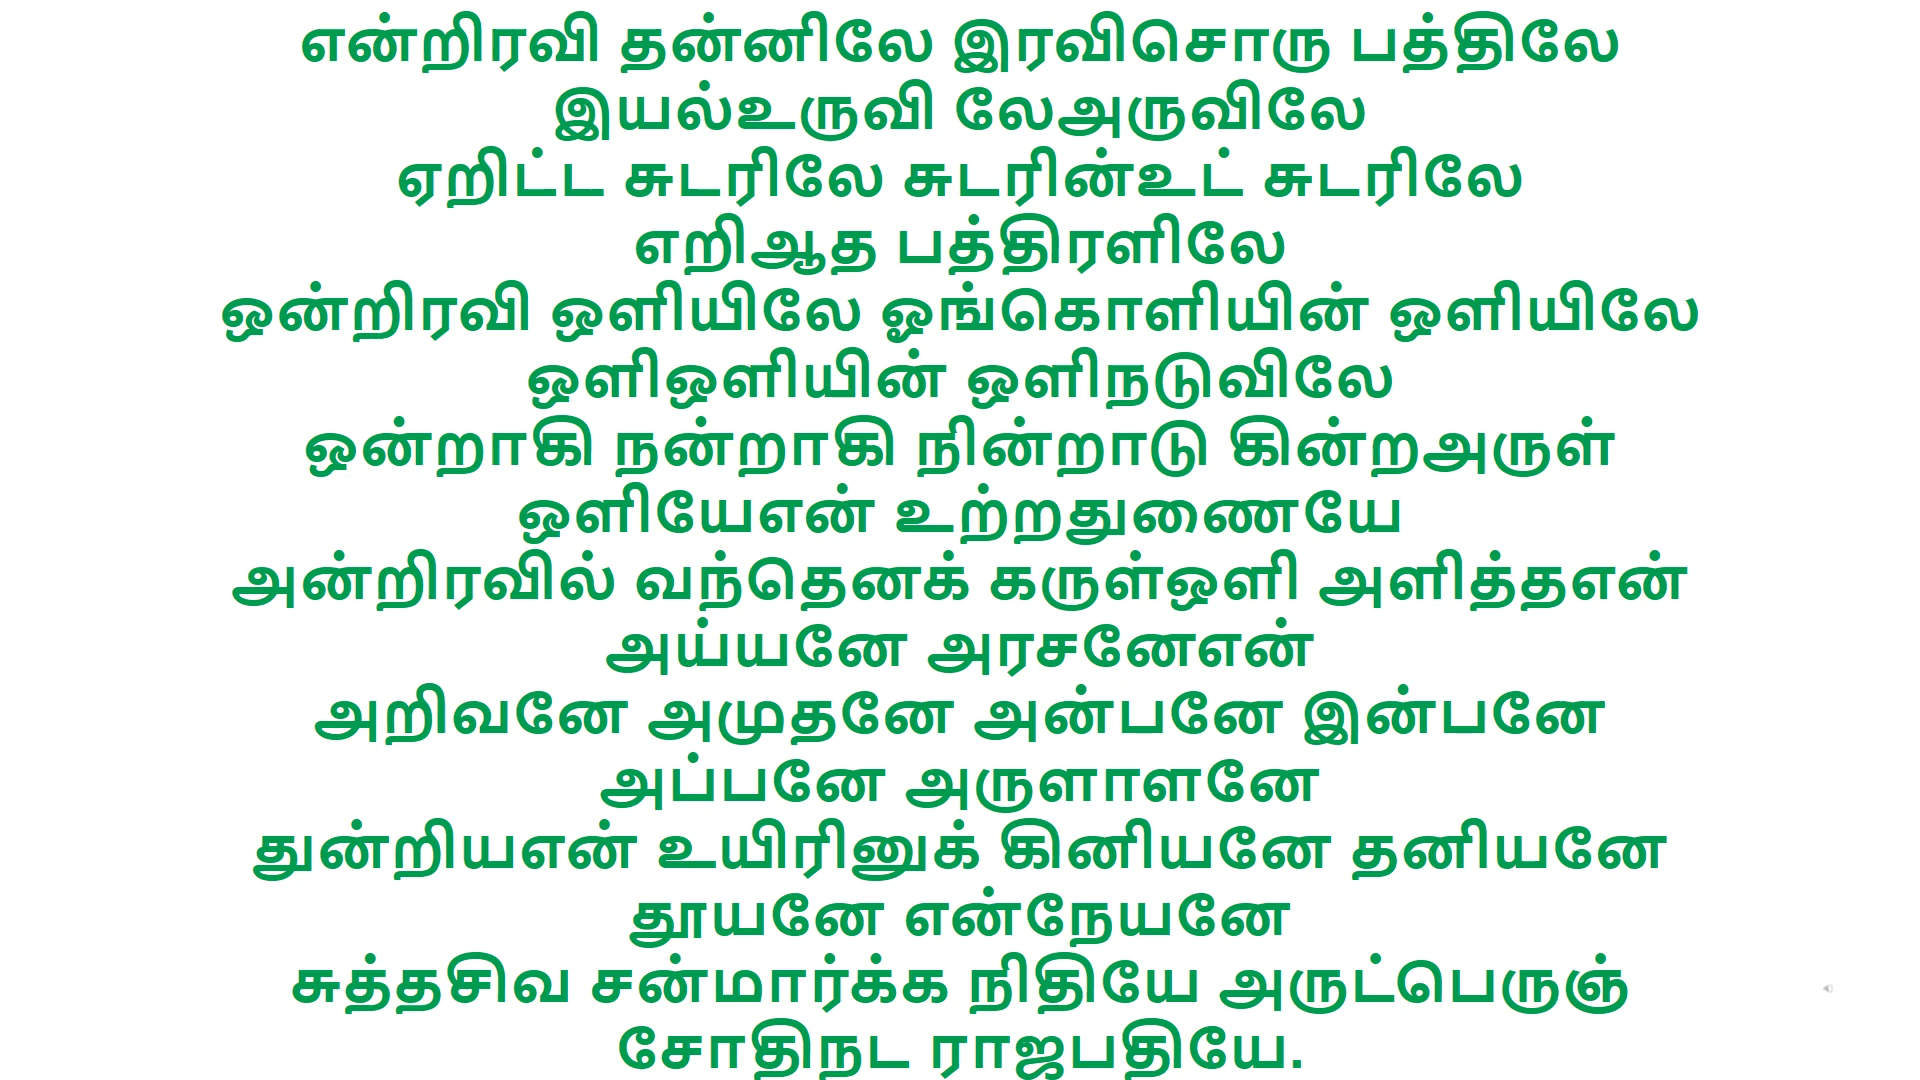 என்றிரவி தன்னிலே இரவிசொரு பத்திலே
இயல்உருவி லேஅருவிலே
ஏறிட்ட சுடரிலே சுடரின்உட் சுடரிலே
எறிஆத பத்திரளிலே
ஒன்றிரவி ஒளியிலே ஓங்கொளியின் ஒளியிலே
ஒளிஒளியின் ஒளிநடுவிலே
ஒன்றாகி நன்றாகி நின்றாடு கின்றஅருள்
ஒளியேஎன் உற்றதுணையே
அன்றிரவில் வந்தெனக் கருள்ஒளி அளித்தஎன்
அய்யனே அரசனேஎன்
அறிவனே அமுதனே அன்பனே இன்பனே
அப்பனே அருளாளனே
துன்றியஎன் உயிரினுக் கினியனே தனியனே
தூயனே என்நேயனே
சுத்தசிவ சன்மார்க்க நிதியே அருட்பெருஞ்
சோதிநட ராஜபதியே.